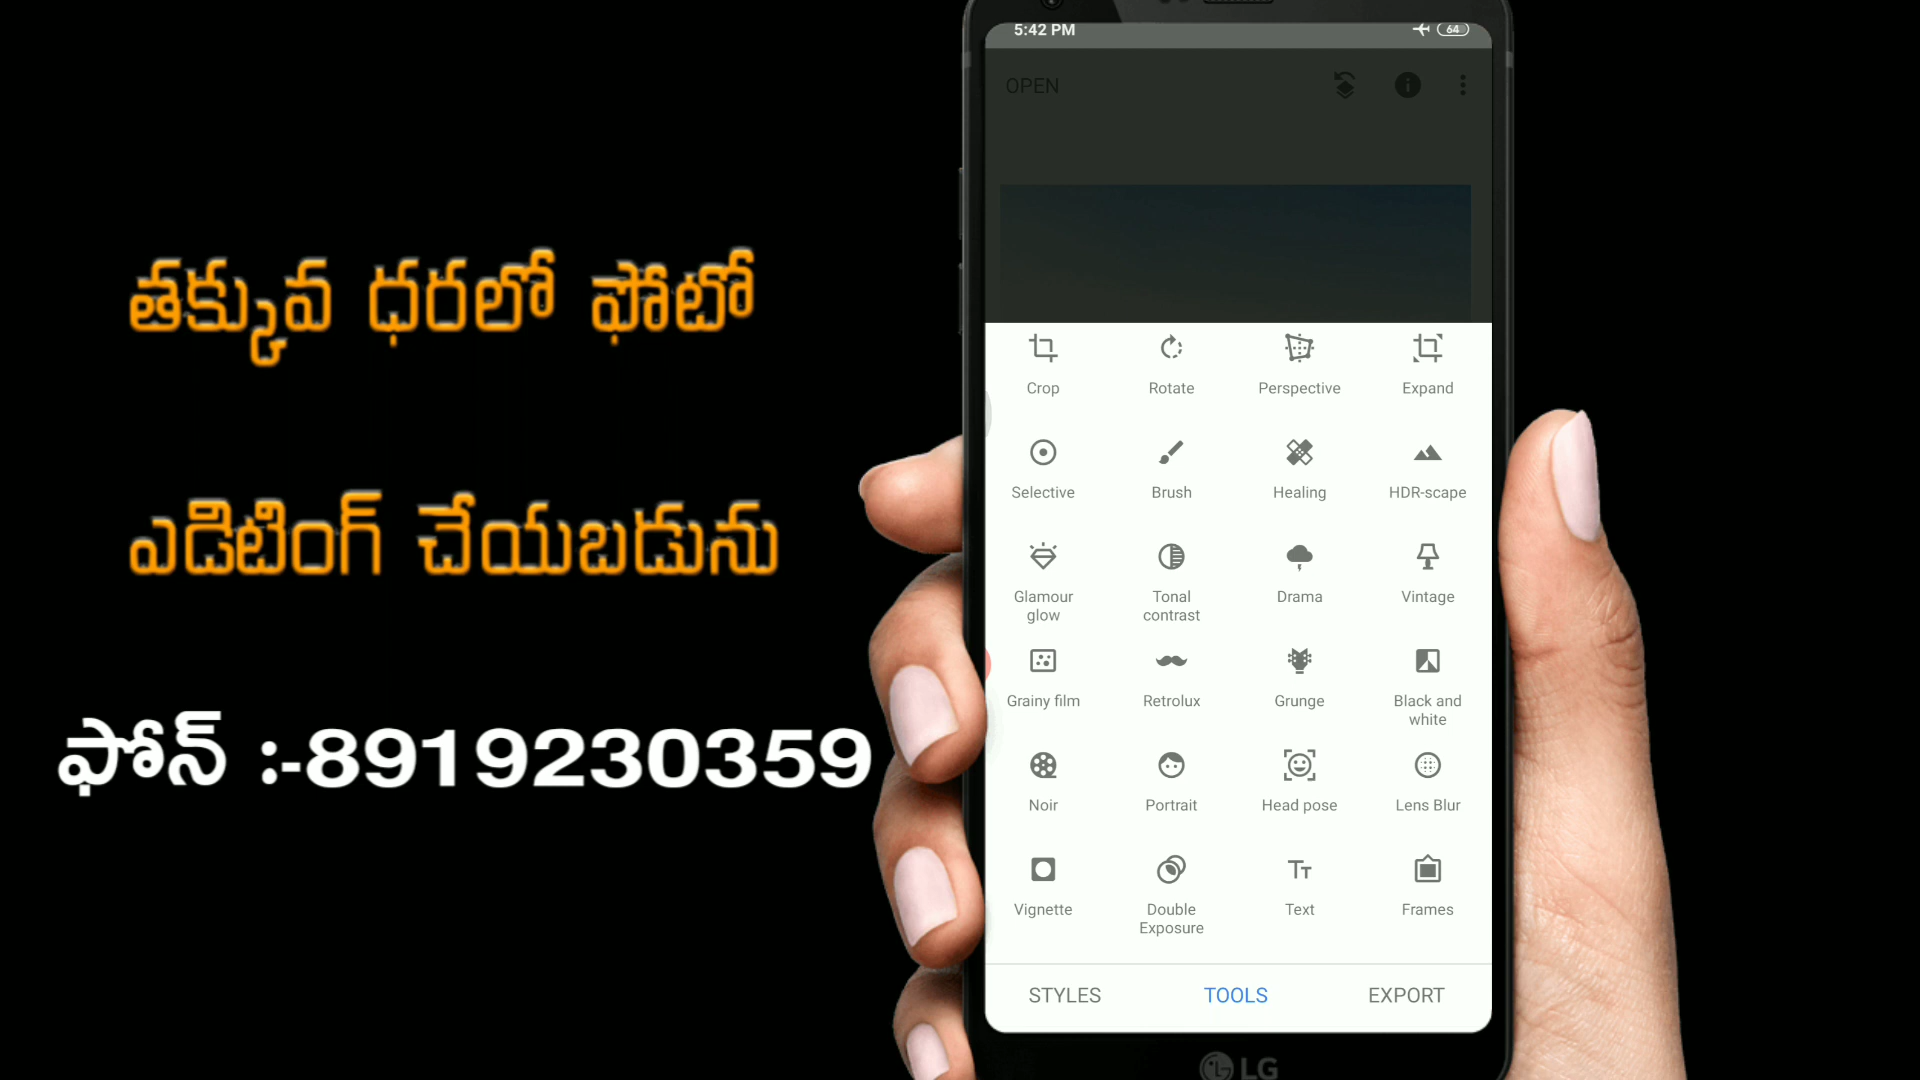 తక్కువ ధరలో ఫోటో
ఎడిటింగ్ చేయబడును
ఫోన్ :-8919230359
5:42 PM
64
OPEN
Crop Rotate Perspective Expand
Selective Brush Healing HDR-scape
Glamour glow Tonal contrast Drama Vintage
Grainy film Retrolux Grunge Black and white
Noir Portrait Head pose Lens Blur
Vignette Double Exposure Text Frames
STYLES TOOLS EXPORT
LG